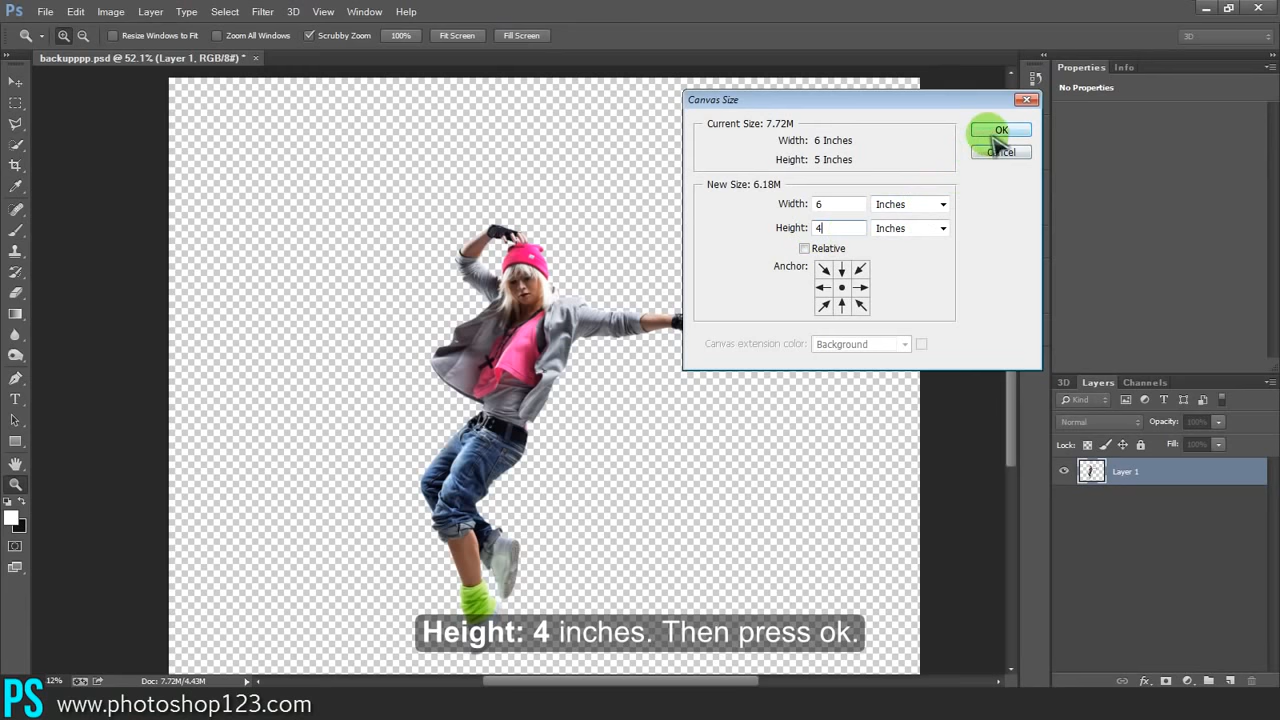 Ps File Edit Image Layer Type Select Filter 3D View Window Help
Resize Windows to Fit Zoom All Windows Scrubby Zoom 100% Fit Screen Fill Screen 3D
backupppp.psd @ 52.1% (Layer 1, RGB/8#) *
Properties Info
No Properties
Canvas Size
Current Size: 7.72M
Width: 6 Inches
Height: 5 Inches
OK
Cancel
New Size: 6.18M
Width: 6 Inches
Height: 4 Inches
Relative
Anchor:
Canvas extension color: Background
3D Layers Channels
Kind
Normal Opacity: 100%
Lock: Fill: 100%
Layer 1
T
Height: 4 inches. Then press ok.
12% Doc: 7.72M/4.43M
fx
PS www.photoshop123.com